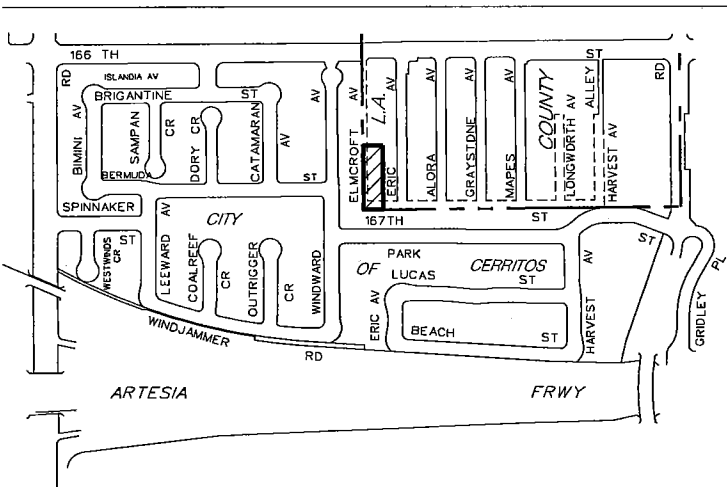 166 TH
ST
RD
ISLANDIA AV
BRIGANTINE
ST
BIMINI
AV
SAMPAN
CR
DORY CR
CATAMARAN
AV
BERMUDA
ST
SPINNAKER
ST
ELMCROFT
AV
L.A.
ERIC
AV
ALORA
AV
GRAYSTONE
AV
MAPES
AV
COUNTY
LONGWORTH AV
ALLEY
HARVEST AV
RD
167TH
ST
ST
CITY
OF
CERRITOS
WESTWINDS
CR
LEEWARD
AV
COALREEF
CR
OUTRIGGER
CR
WINDWARD
PARK
LUCAS
ST
ERIC AV
BEACH
ST
HARVEST
AV
GRIDLEY
PL
WINDJAMMER
RD
ARTESIA
FRWY